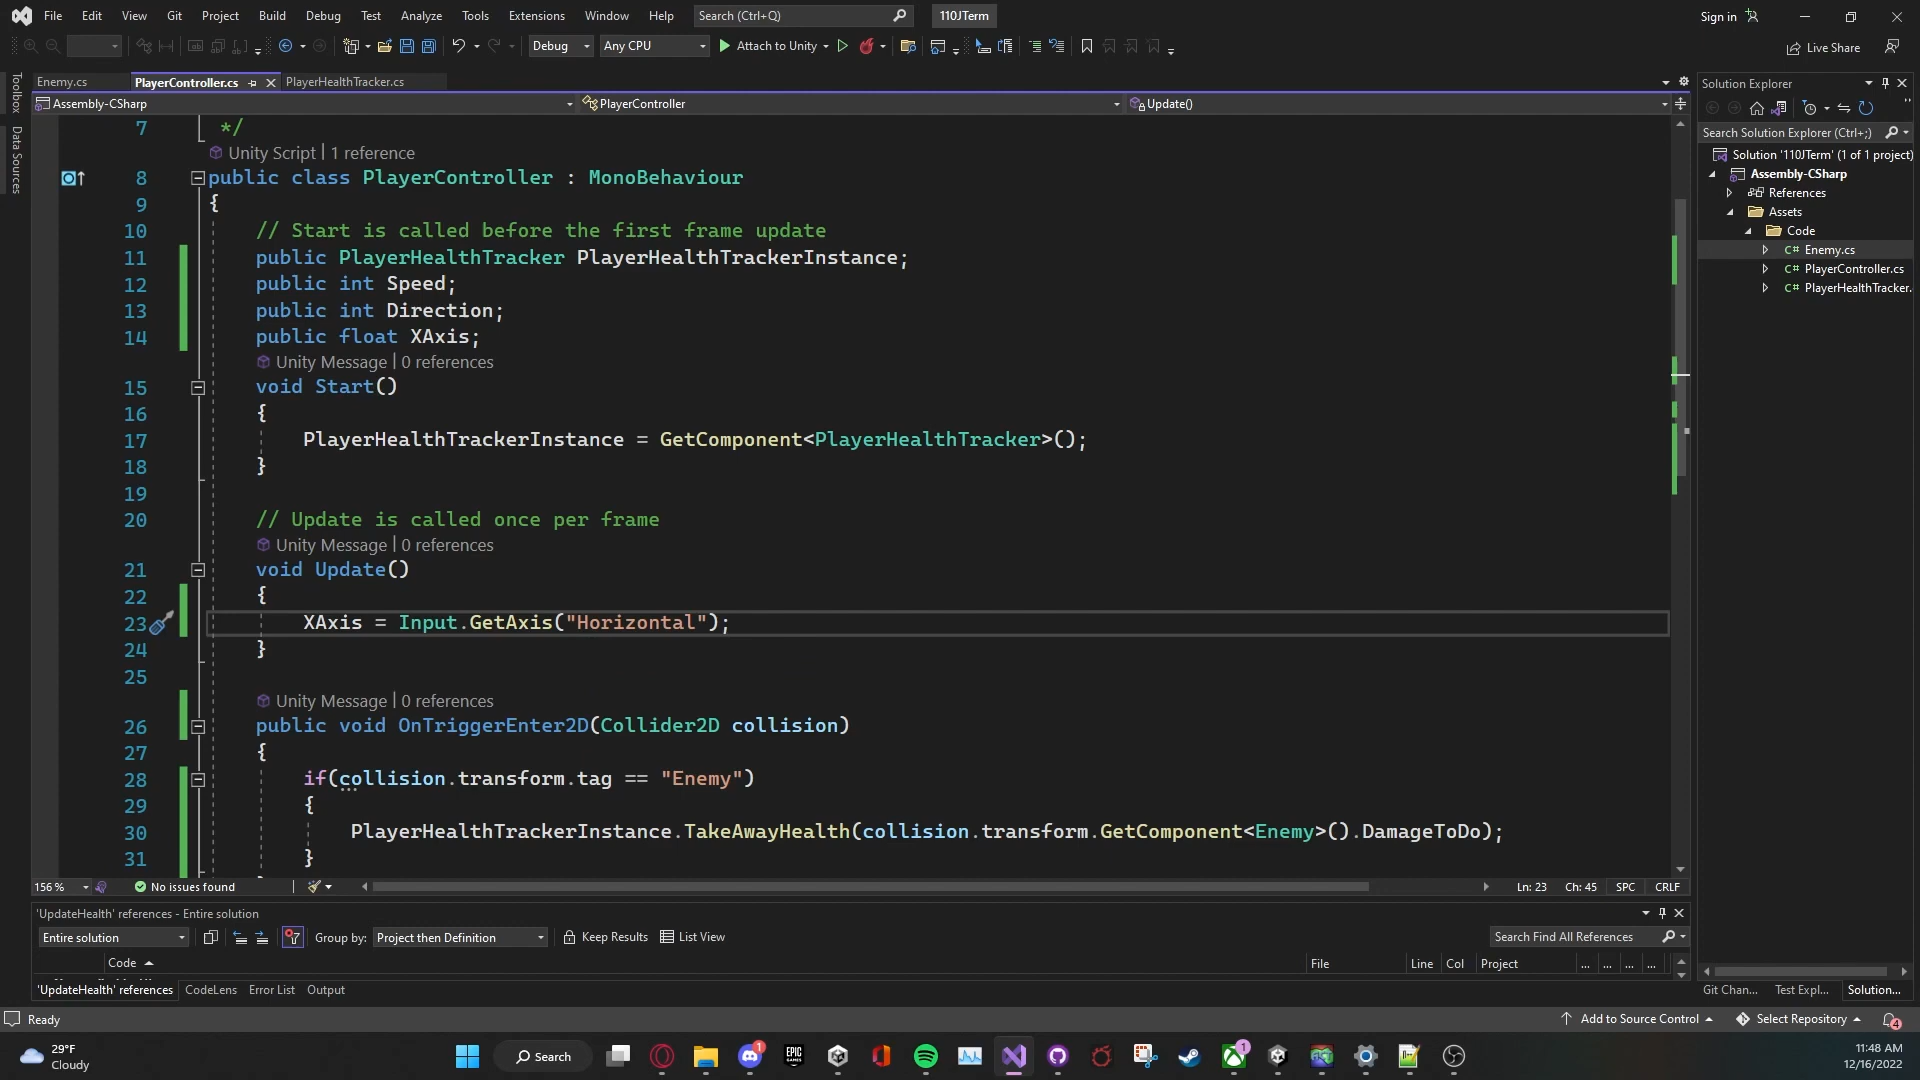 File Edit View Git Project Build Debug Test Analyze Tools Extensions Window Help Search (Ctrl+Q) 110JTerm Sign in
Debug Any CPU Attach to Unity Live Share
Toolbox
Data Sources
Enemy.cs PlayerController.cs PlayerHealthTracker.cs
Assembly-CSharp PlayerController Update()
7 */
Unity Script | 1 reference
8 public class PlayerController : MonoBehaviour
9 {
10 // Start is called before the first frame update
11 public PlayerHealthTracker PlayerHealthTrackerInstance;
12 public int Speed;
13 public int Direction;
14 public float XAxis;
Unity Message | 0 references
15 void Start()
16 {
17 PlayerHealthTrackerInstance = GetComponent<PlayerHealthTracker>();
18 }
19
20 // Update is called once per frame
Unity Message | 0 references
21 void Update()
22 {
23 XAxis = Input.GetAxis("Horizontal");
24 }
25
Unity Message | 0 references
26 public void OnTriggerEnter2D(Collider2D collision)
27 {
28 if(collision.transform.tag == "Enemy")
29 {
30 PlayerHealthTrackerInstance.TakeAwayHealth(collision.transform.GetComponent<Enemy>().DamageToDo);
31 }
156 % No issues found Ln: 23 Ch: 45 SPC CRLF
'UpdateHealth' references - Entire solution
Entire solution Group by: Project then Definition Keep Results List View Search Find All References
Code File Line Col Project ... ... ... ...
'UpdateHealth' references CodeLens Error List Output
Solution Explorer
Search Solution Explorer (Ctrl+;)
Solution '110JTerm' (1 of 1 project)
Assembly-CSharp
References
Assets
Code
C# Enemy.cs
C# PlayerController.cs
C# PlayerHealthTracker.
Git Chan... Test Expl... Solution...
Ready Add to Source Control Select Repository 4
29°F
Cloudy
Search
1
EPIC GAMES
1
11:48 AM
12/16/2022